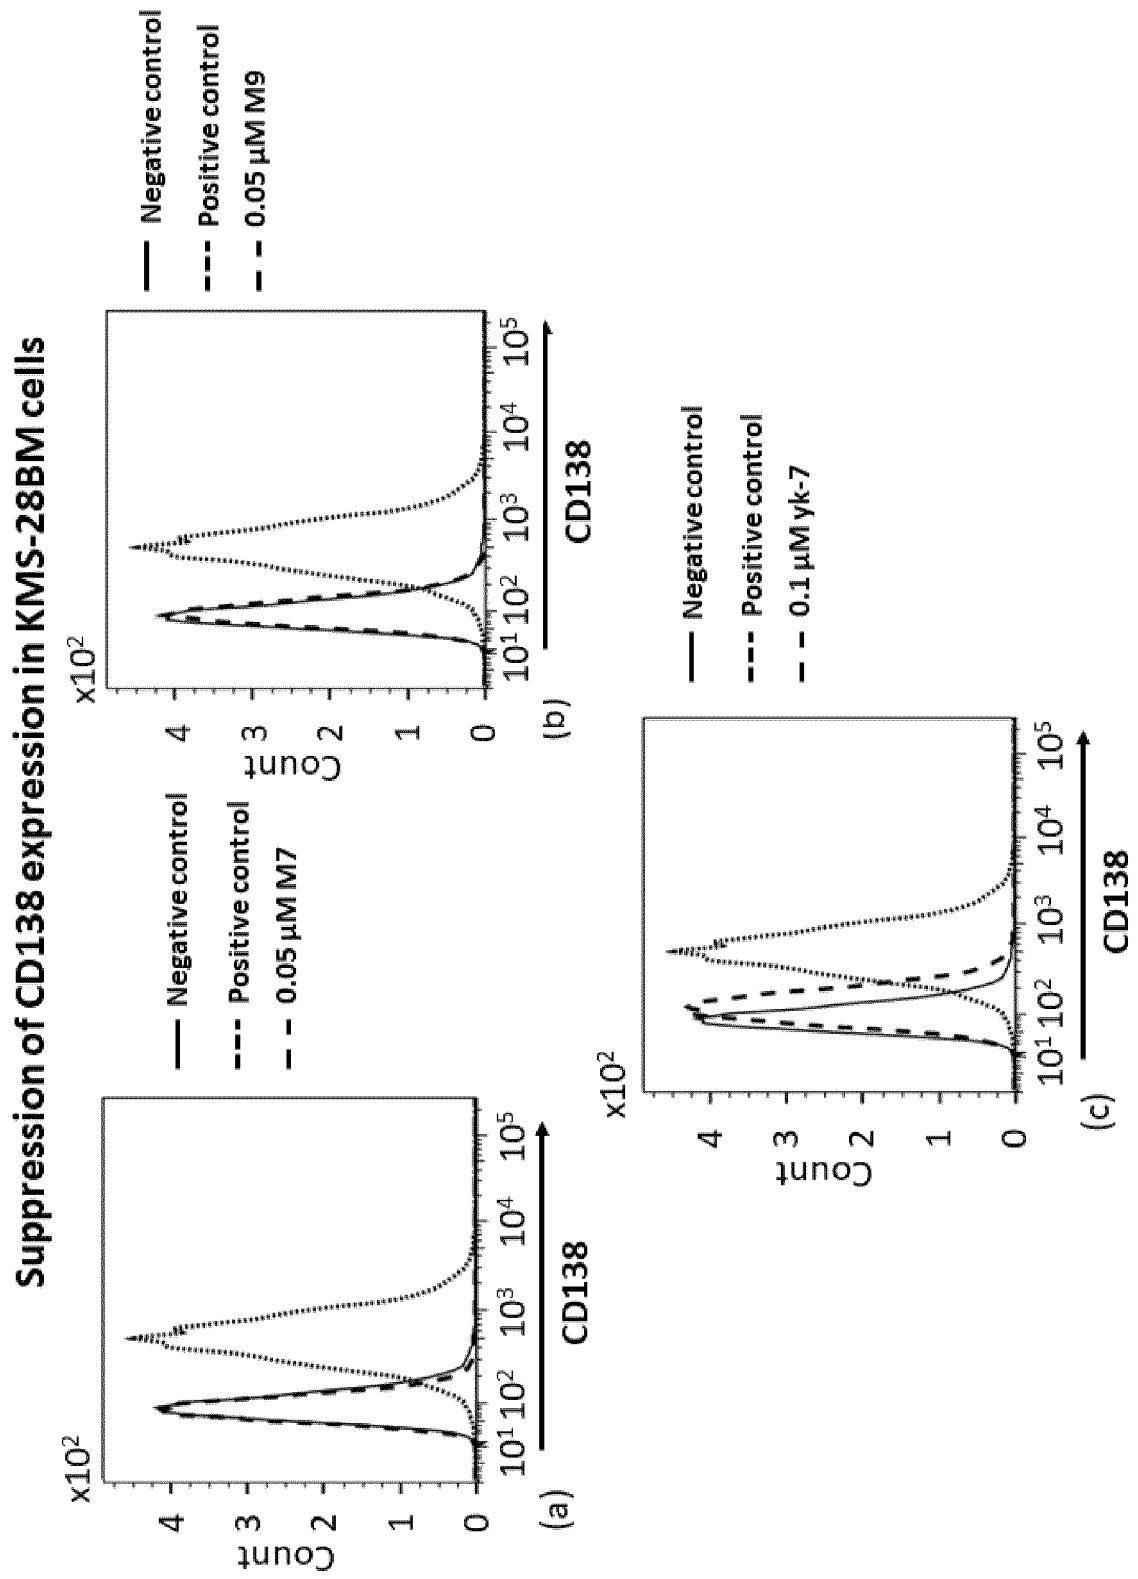 Suppression of CD138 expression in KMS-28BM cells
x10²
Count
4
3
2
1
0
10¹ 10² 10³ 10⁴ 10⁵
CD138
(a)
Negative control
Positive control
0.05 µM M7
x10²
Count
4
3
2
1
0
10¹ 10² 10³ 10⁴ 10⁵
CD138
(b)
Negative control
Positive control
0.05 µM M9
x10²
Count
4
3
2
1
0
10¹ 10² 10³ 10⁴ 10⁵
CD138
(c)
Negative control
Positive control
0.1 µM yk-7